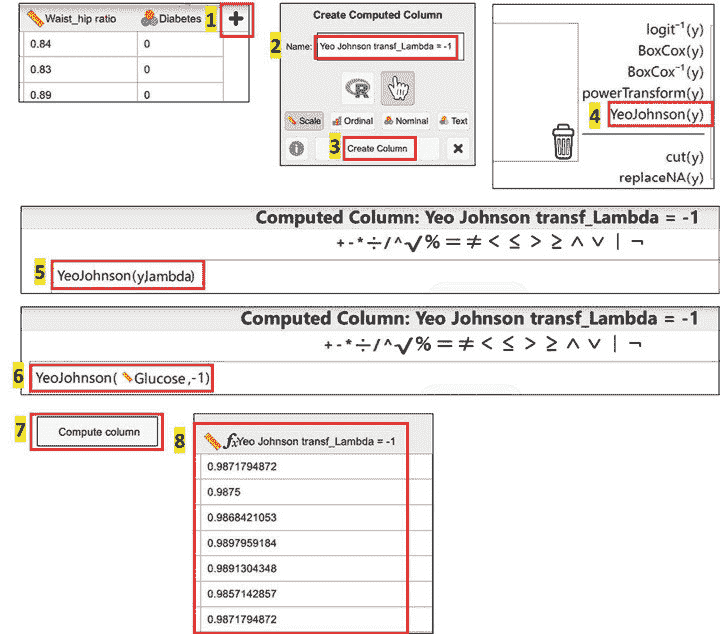 Waist_hip ratio Diabetes 1 +
0.84 0
0.83 0
0.89 0
Create Computed Column
2 Name: Yeo Johnson transf_Lambda = -1
R
Scale Ordinal Nominal Text
3 Create Column
logit⁻¹(y)
BoxCox(y)
BoxCox⁻¹(y)
powerTransform(y)
4 YeoJohnson(y)
cut(y)
replaceNA(y)
Computed Column: Yeo Johnson transf_Lambda = -1
+ - * ÷ / ^ √ % = ≠ < ≤ > ≥ ∧ ∨ | ¬
5 YeoJohnson(y,lambda)
Computed Column: Yeo Johnson transf_Lambda = -1
+ - * ÷ / ^ √ % = ≠ < ≤ > ≥ ∧ ∨ | ¬
6 YeoJohnson( Glucose ,-1)
7 Compute column
8 fx Yeo Johnson transf_Lambda = -1
0.9871794872
0.9875
0.9868421053
0.9897959184
0.9891304348
0.9857142857
0.9871794872